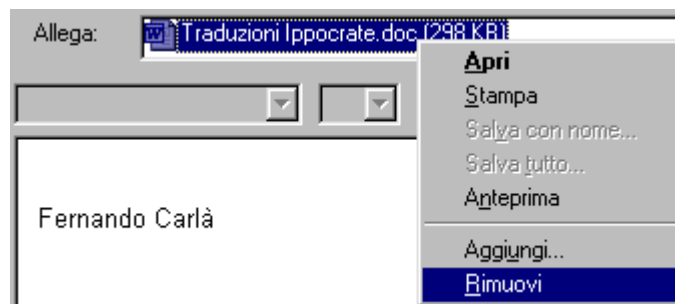 Allega: Traduzioni Ippocrate.doc (298 KB)
Apri
Stampa
Salva con nome...
Salva tutto...
Anteprima
Fernando Carlà
Aggiungi...
Rimuovi